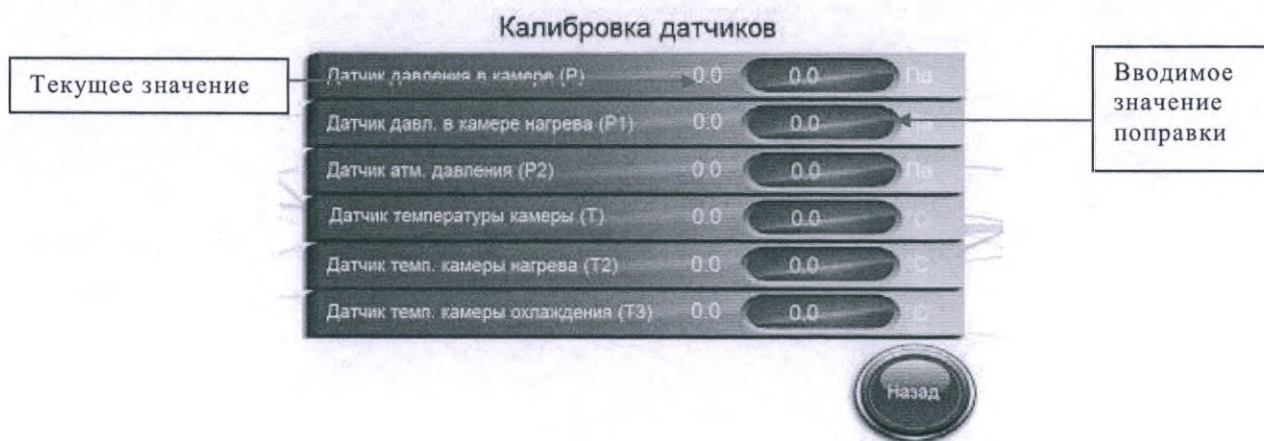 Калибровка датчиков
Текущее значение
Датчик давления в камере (P) 0.0 0.0 Па
Датчик давл. в камере нагрева (P1) 0.0 0.0 Па
Датчик атм. давления (P2) 0.0 0.0 Па
Датчик температуры камеры (T) 0.0 0.0 C
Датчик темп. камеры нагрева (T2) 0.0 0.0 C
Датчик темп. камеры охлаждения (T3) 0.0 0.0 C
Вводимое
значение
поправки
Назад